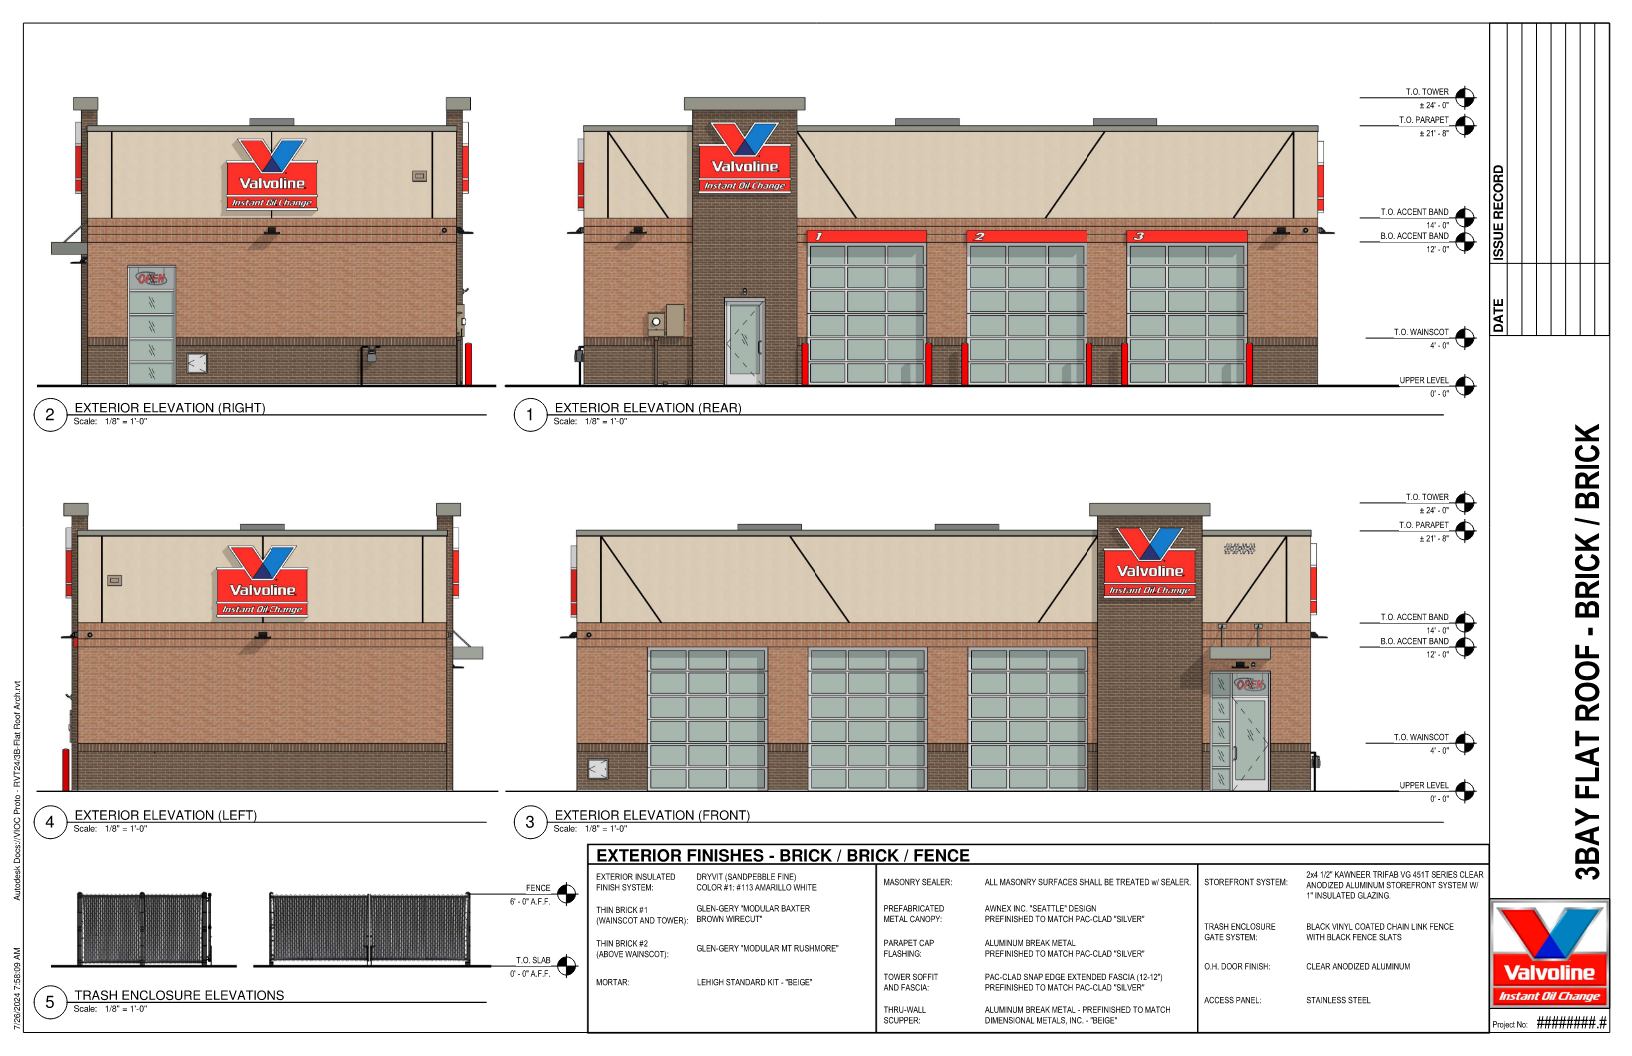 Valvoline
Instant Oil Change
OPEN
2
EXTERIOR ELEVATION (RIGHT)
Scale: 1/8" = 1'-0"
Valvoline
Instant Oil Change
1
2
3
1
EXTERIOR ELEVATION (REAR)
Scale: 1/8" = 1'-0"
T.O. TOWER
± 24' - 0"
T.O. PARAPET
± 21' - 8"
T.O. ACCENT BAND
14' - 0"
B.O. ACCENT BAND
12' - 0"
T.O. WAINSCOT
4' - 0"
UPPER LEVEL
0' - 0"
Valvoline
Instant Oil Change
4
EXTERIOR ELEVATION (LEFT)
Scale: 1/8" = 1'-0"
Valvoline
Instant Oil Change
OPEN
3
EXTERIOR ELEVATION (FRONT)
Scale: 1/8" = 1'-0"
T.O. TOWER
± 24' - 0"
T.O. PARAPET
± 21' - 8"
T.O. ACCENT BAND
14' - 0"
B.O. ACCENT BAND
12' - 0"
T.O. WAINSCOT
4' - 0"
UPPER LEVEL
0' - 0"
FENCE
6' - 0" A.F.F.
T.O. SLAB
0' - 0" A.F.F.
5
TRASH ENCLOSURE ELEVATIONS
Scale: 1/8" = 1'-0"
EXTERIOR FINISHES - BRICK / BRICK / FENCE
EXTERIOR INSULATED
FINISH SYSTEM:
DRYVIT (SANDPEBBLE FINE)
COLOR #1: #113 AMARILLO WHITE
THIN BRICK #1
(WAINSCOT AND TOWER):
GLEN-GERY "MODULAR BAXTER
BROWN WIRECUT"
THIN BRICK #2
(ABOVE WAINSCOT):
GLEN-GERY "MODULAR MT RUSHMORE"
MORTAR:
LEHIGH STANDARD KIT - "BEIGE"
MASONRY SEALER:
ALL MASONRY SURFACES SHALL BE TREATED w/ SEALER.
PREFABRICATED
METAL CANOPY:
AWNEX INC. "SEATTLE" DESIGN
PREFINISHED TO MATCH PAC-CLAD "SILVER"
PARAPET CAP
FLASHING:
ALUMINUM BREAK METAL
PREFINISHED TO MATCH PAC-CLAD "SILVER"
TOWER SOFFIT
AND FASCIA:
PAC-CLAD SNAP EDGE EXTENDED FASCIA (12-12")
PREFINISHED TO MATCH PAC-CLAD "SILVER"
THRU-WALL
SCUPPER:
ALUMINUM BREAK METAL - PREFINISHED TO MATCH
DIMENSIONAL METALS, INC. - "BEIGE"
STOREFRONT SYSTEM:
2x4 1/2" KAWNEER TRIFAB VG 451T SERIES CLEAR
ANODIZED ALUMINUM STOREFRONT SYSTEM W/
1" INSULATED GLAZING.
TRASH ENCLOSURE
GATE SYSTEM:
BLACK VINYL COATED CHAIN LINK FENCE
WITH BLACK FENCE SLATS
O.H. DOOR FINISH:
CLEAR ANODIZED ALUMINUM
ACCESS PANEL:
STAINLESS STEEL
ISSUE RECORD
DATE
3BAY FLAT ROOF - BRICK / BRICK
Valvoline
Instant Oil Change
Project No: ########.#
7/26/2024 7:58:09 AM
Autodesk Docs://VIOC Proto - RVT24/3B-Flat Roof Arch.rvt